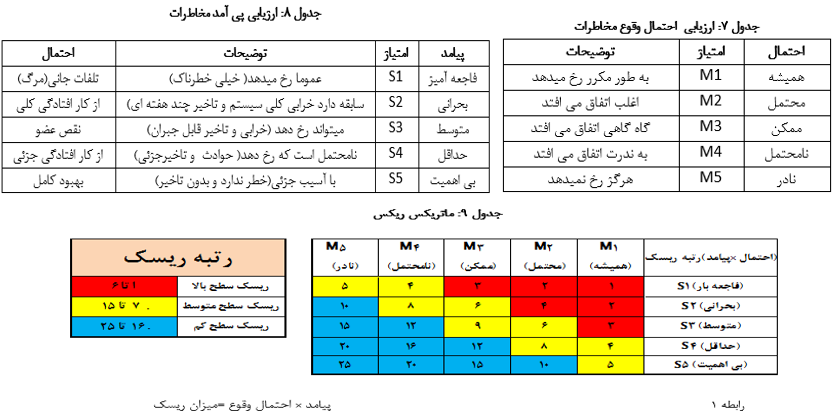 جدول ۷: ارزیابی احتمال وقوع مخاطرات
احتمال امتیاز توضیحات
همیشه M1 به طور مکرر رخ میدهد
محتمل M2 اغلب اتفاق می افتد
ممکن M3 گاه گاهی اتفاق می افتد
نامحتمل M4 به ندرت اتفاق می افتد
نادر M5 هرگز رخ نمیدهد
جدول ۸: ارزیابی پی آمد مخاطرات
پیامد امتیاز توضیحات احتمال
فاجعه آمیز S1 عموما رخ میدهد( خیلی خطرناک) تلفات جانی(مرگ)
بحرانی S2 سابقه دارد خرابی کلی سیستم و تاخیر چند هفته ای) از کار افتادگی کلی
متوسط S3 میتواند رخ دهد (خرابی و تاخیر قابل جبران) نقص عضو
حداقل S4 نامحتمل است که رخ دهد( حوادث و تاخیرجزئی) از کار افتادگی جزئی
بی اهمیت S5 با آسیب جزئی(خطر ندارد و بدون تاخیر) بهبود کامل
جدول ۹: ماتریکس ریکس
احتمال ×پیامد)رتبه ریسک M۱ (همیشه) M۲ (محتمل) M۳ (ممکن) M۴ (نامحتمل) M۵ (نادر)
S۱ (فاجعه بار) ۱ ۲ ۳ ۴ ۵
S۲ (بحرانی) ۲ ۴ ۶ ۸ ۱۰
S۳ (متوسط) ۳ ۶ ۹ ۱۲ ۱۵
S۴ (حداقل) ۴ ۸ ۱۲ ۱۶ ۲۰
S۵ (بی اهمیت) ۵ ۱۰ ۱۵ ۲۰ ۲۵
رتبه ریسک
ریسک سطح بالا ۱ تا ۶
ریسک سطح متوسط ۷ تا ۱۵
ریسک سطح کم ۱۶ تا ۲۵
رابطه ۱ پیامد × احتمال وقوع =میزان ریسک